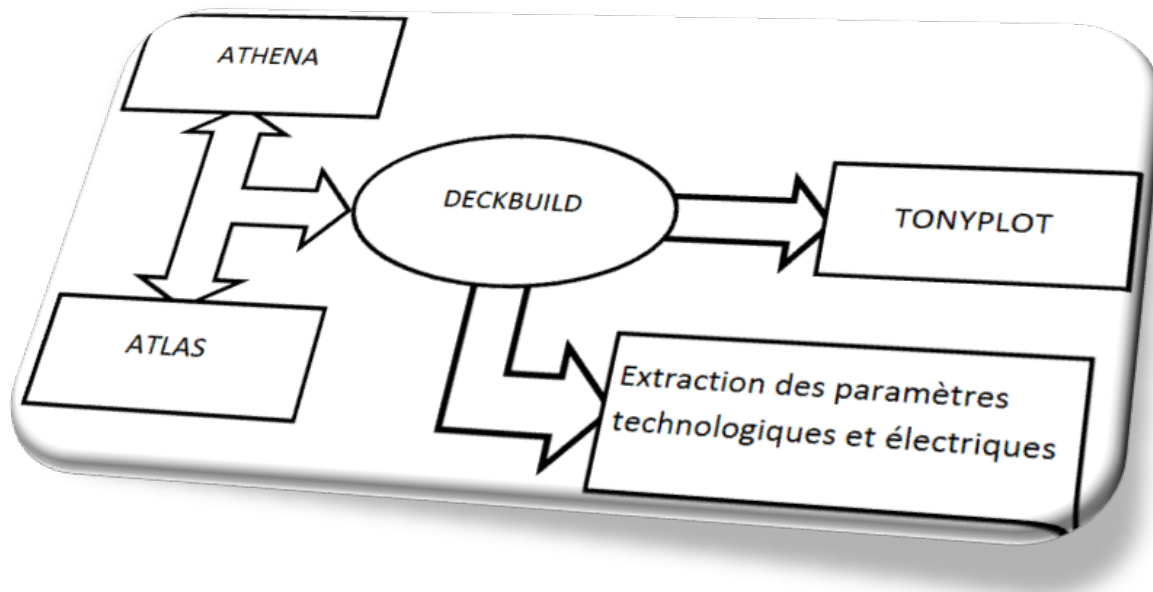 ATHENA
DECKBUILD
TONYPLOT
ATLAS
Extraction des paramètres
technologiques et électriques